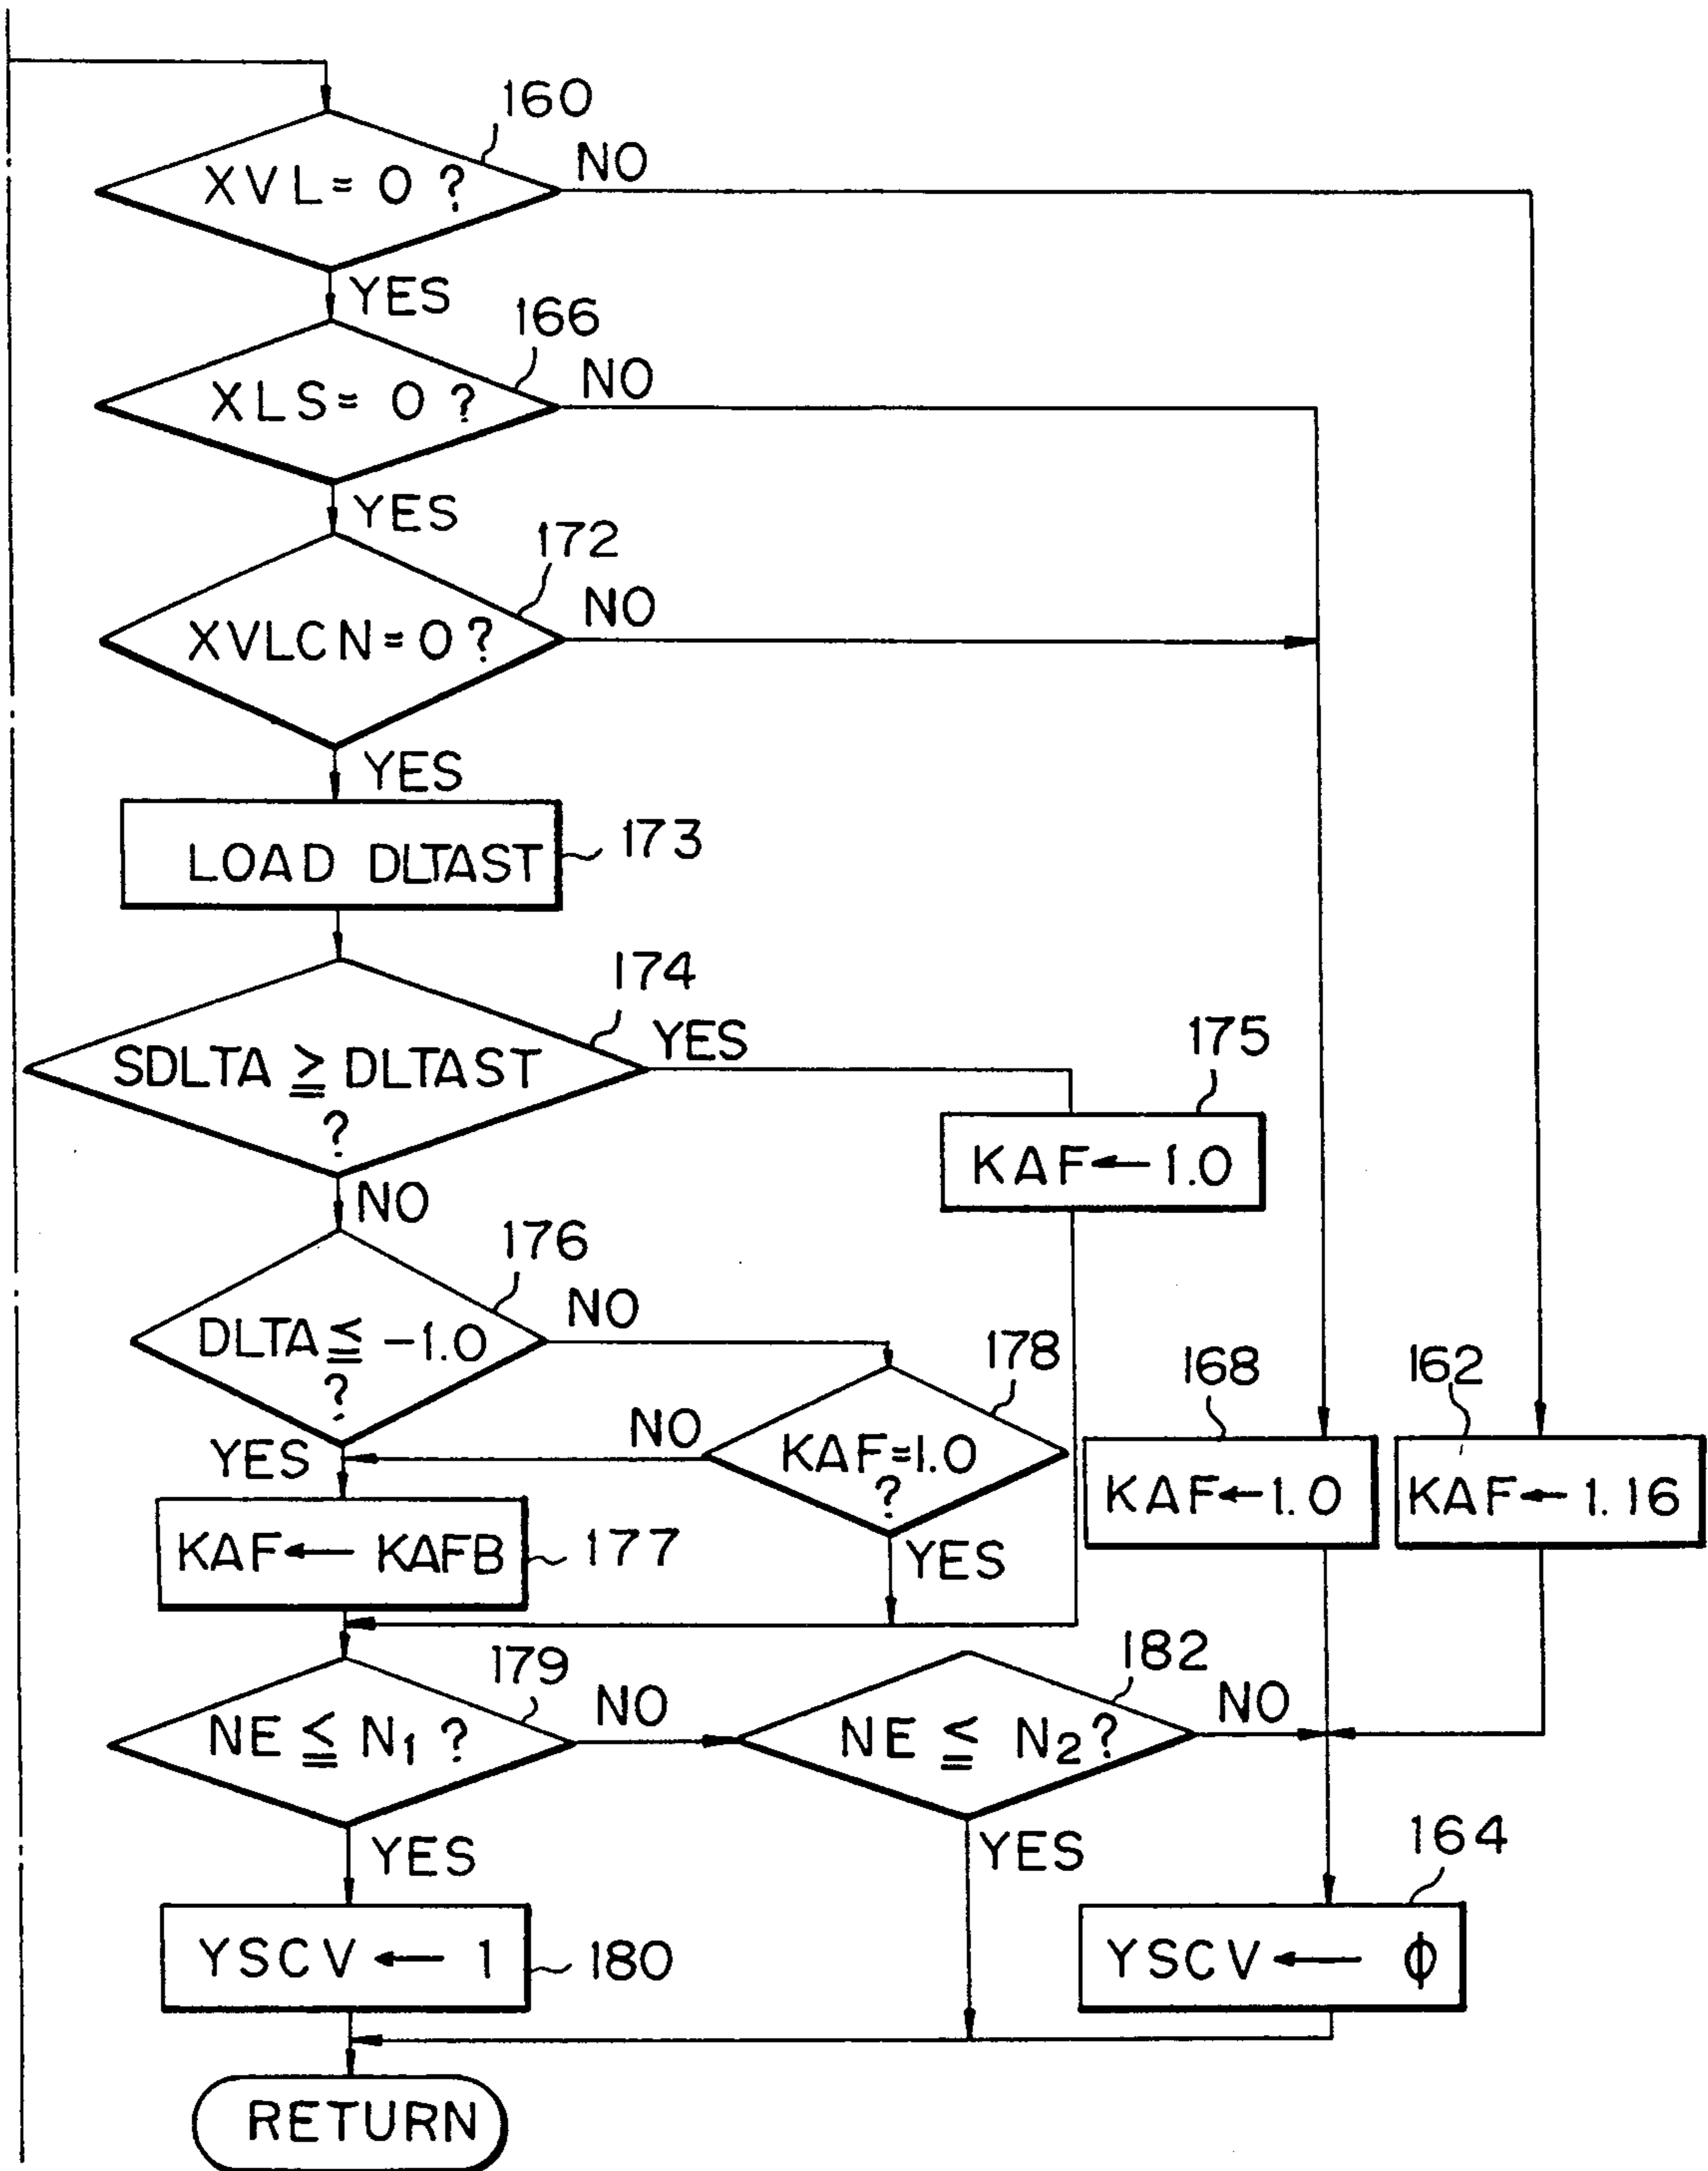 160
XVL = 0 ?
NO
YES
166
XLS = 0 ?
NO
YES
172
XVLCN = 0 ?
NO
YES
LOAD DLTAST
173
174
SDLTA ≧ DLTAST
?
YES
175
KAF ← 1.0
NO
176
DLTA ≦ -1.0
?
NO
178
KAF = 1.0
?
NO
YES
YES
168
KAF ← 1.0
162
KAF ← 1.16
KAF ← KAFB
177
179
NE ≦ N₁ ?
NO
182
NE ≦ N₂ ?
NO
YES
YES
164
YSCV ← 1
180
YSCV ← ϕ
RETURN